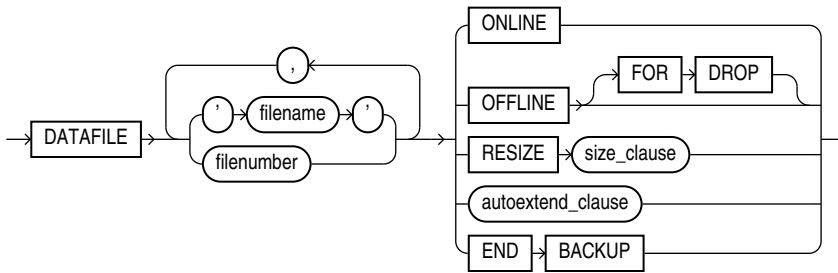 ONLINE
,
FOR DROP
' filename '
OFFLINE
DATAFILE
filenumber
RESIZE size_clause
autoextend_clause
END BACKUP